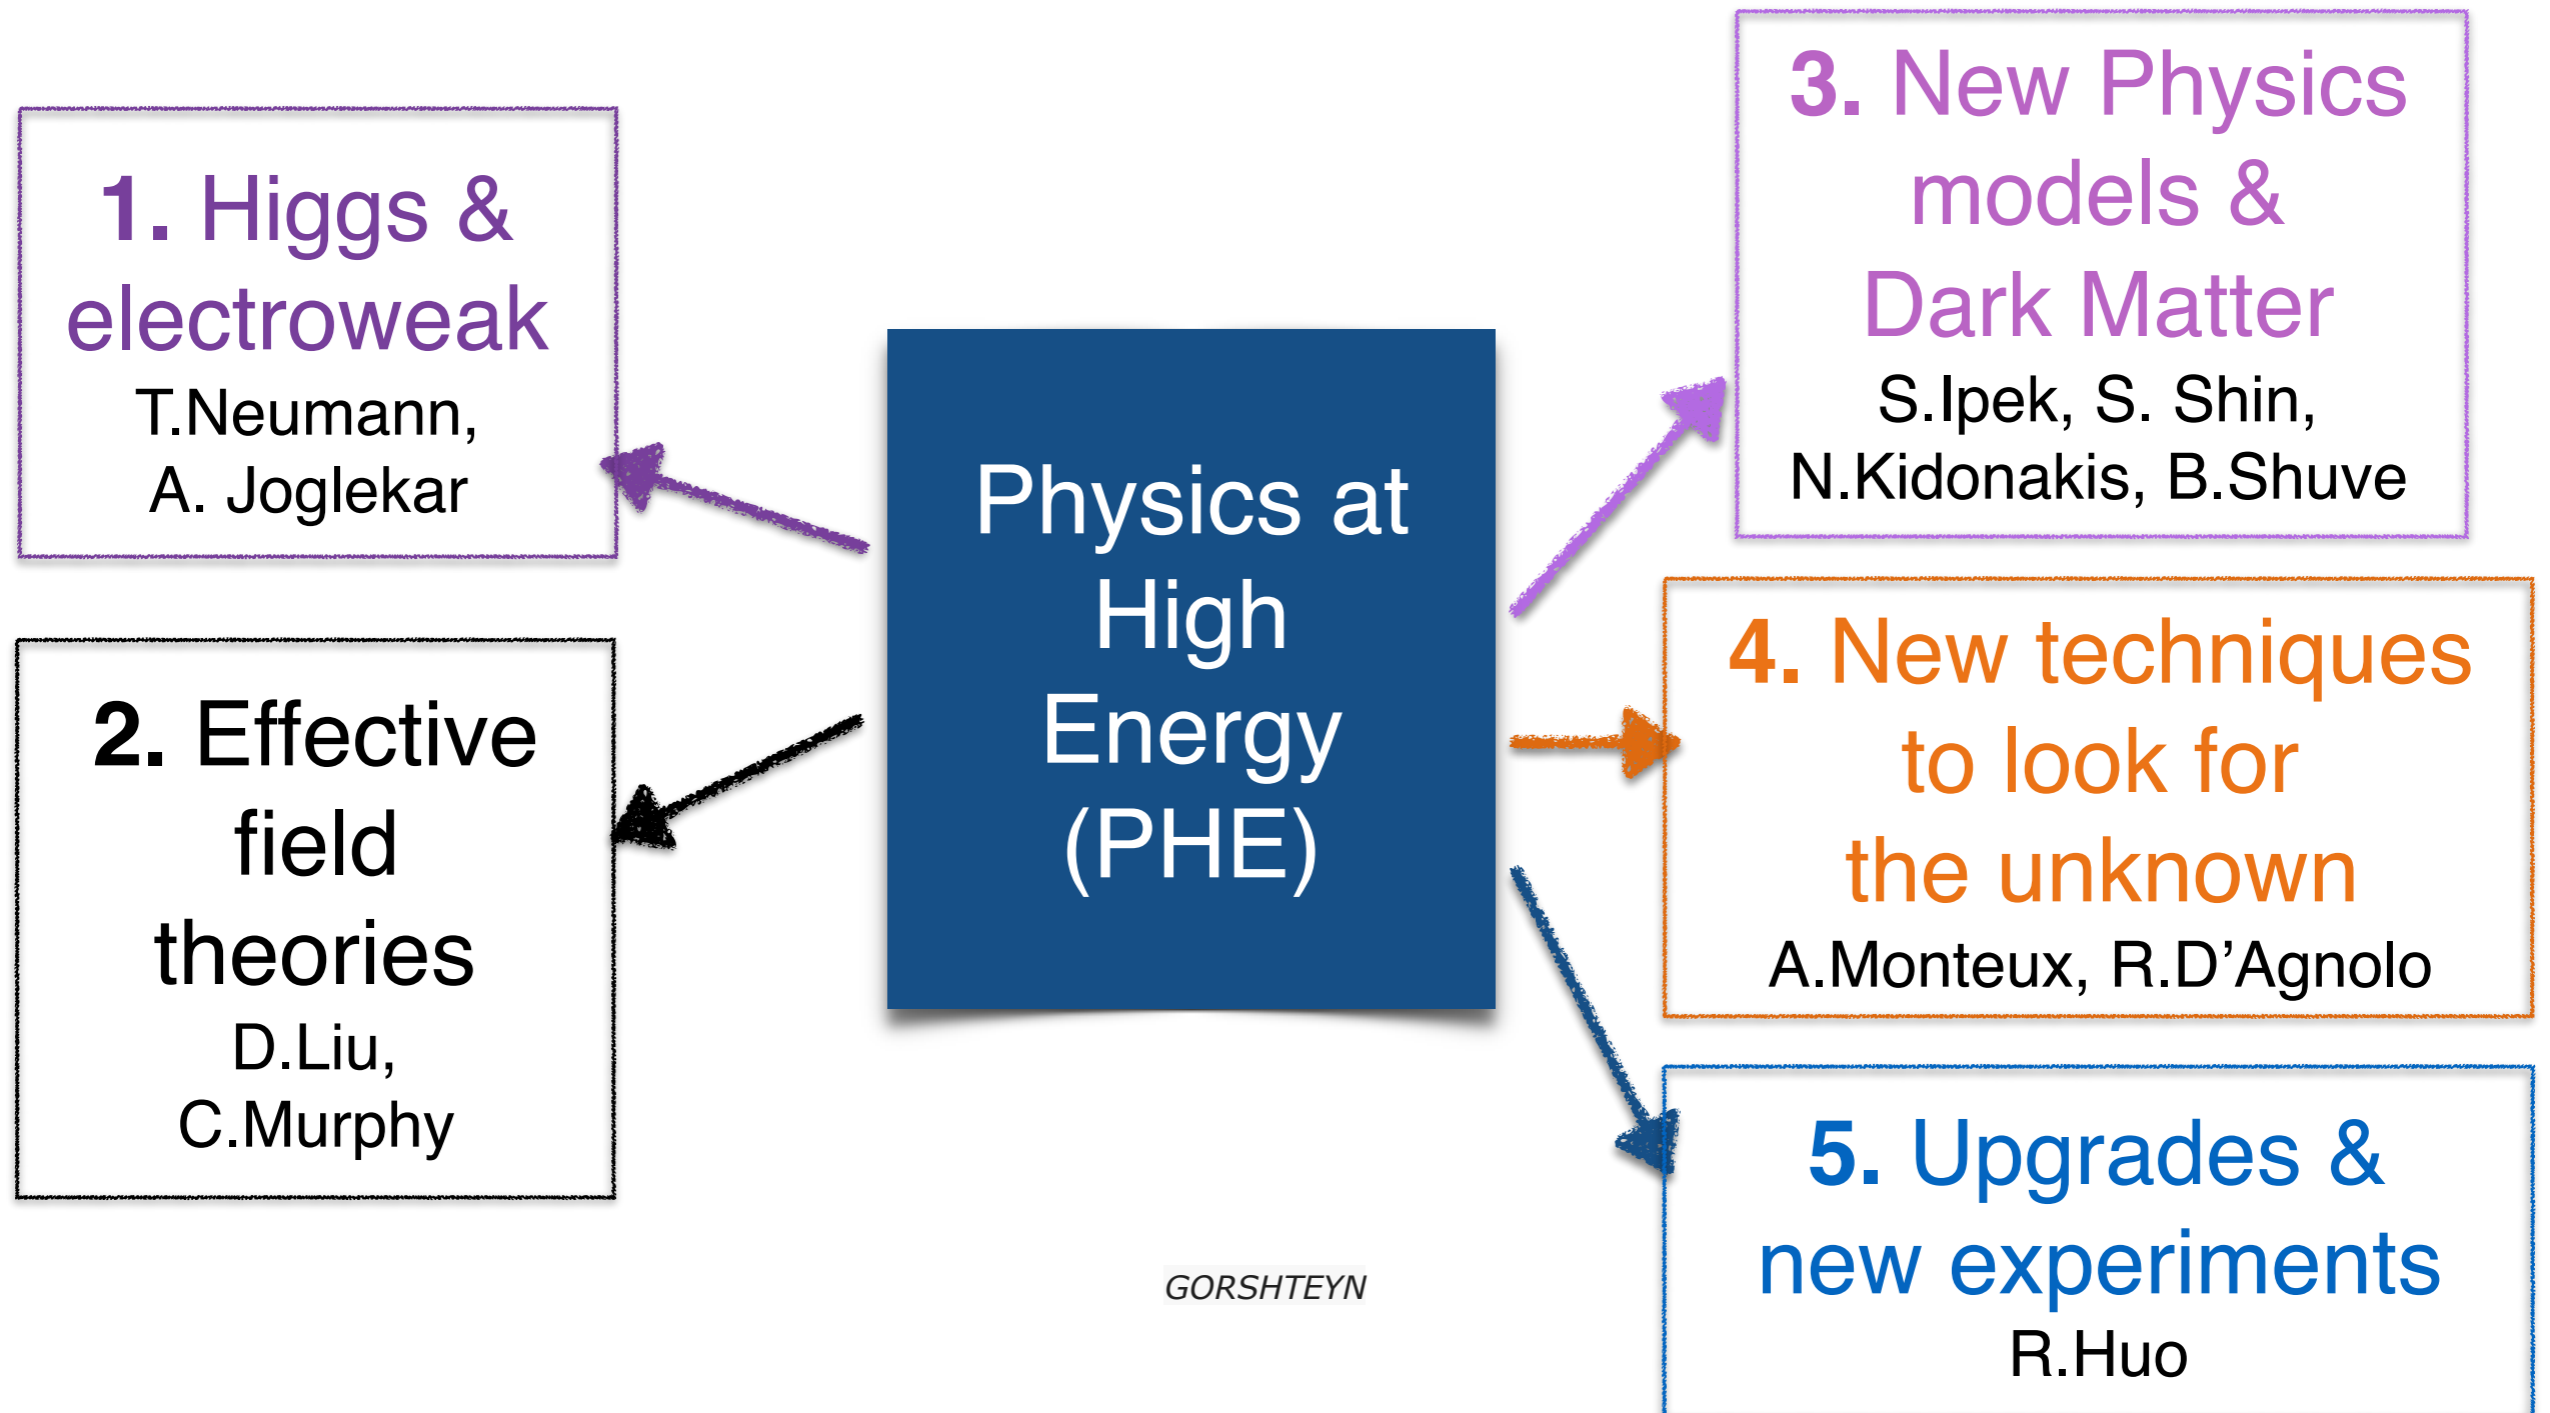 1. Higgs &
electroweak
T.Neumann,
A. Joglekar
2. Effective
field
theories
D.Liu,
C.Murphy
Physics at
High
Energy
(PHE)
GORSHTEYN
3. New Physics
models &
Dark Matter
S.Ipek, S. Shin,
N.Kidonakis, B.Shuve
4. New techniques
to look for
the unknown
A.Monteux, R.D’Agnolo
5. Upgrades &
new experiments
R.Huo